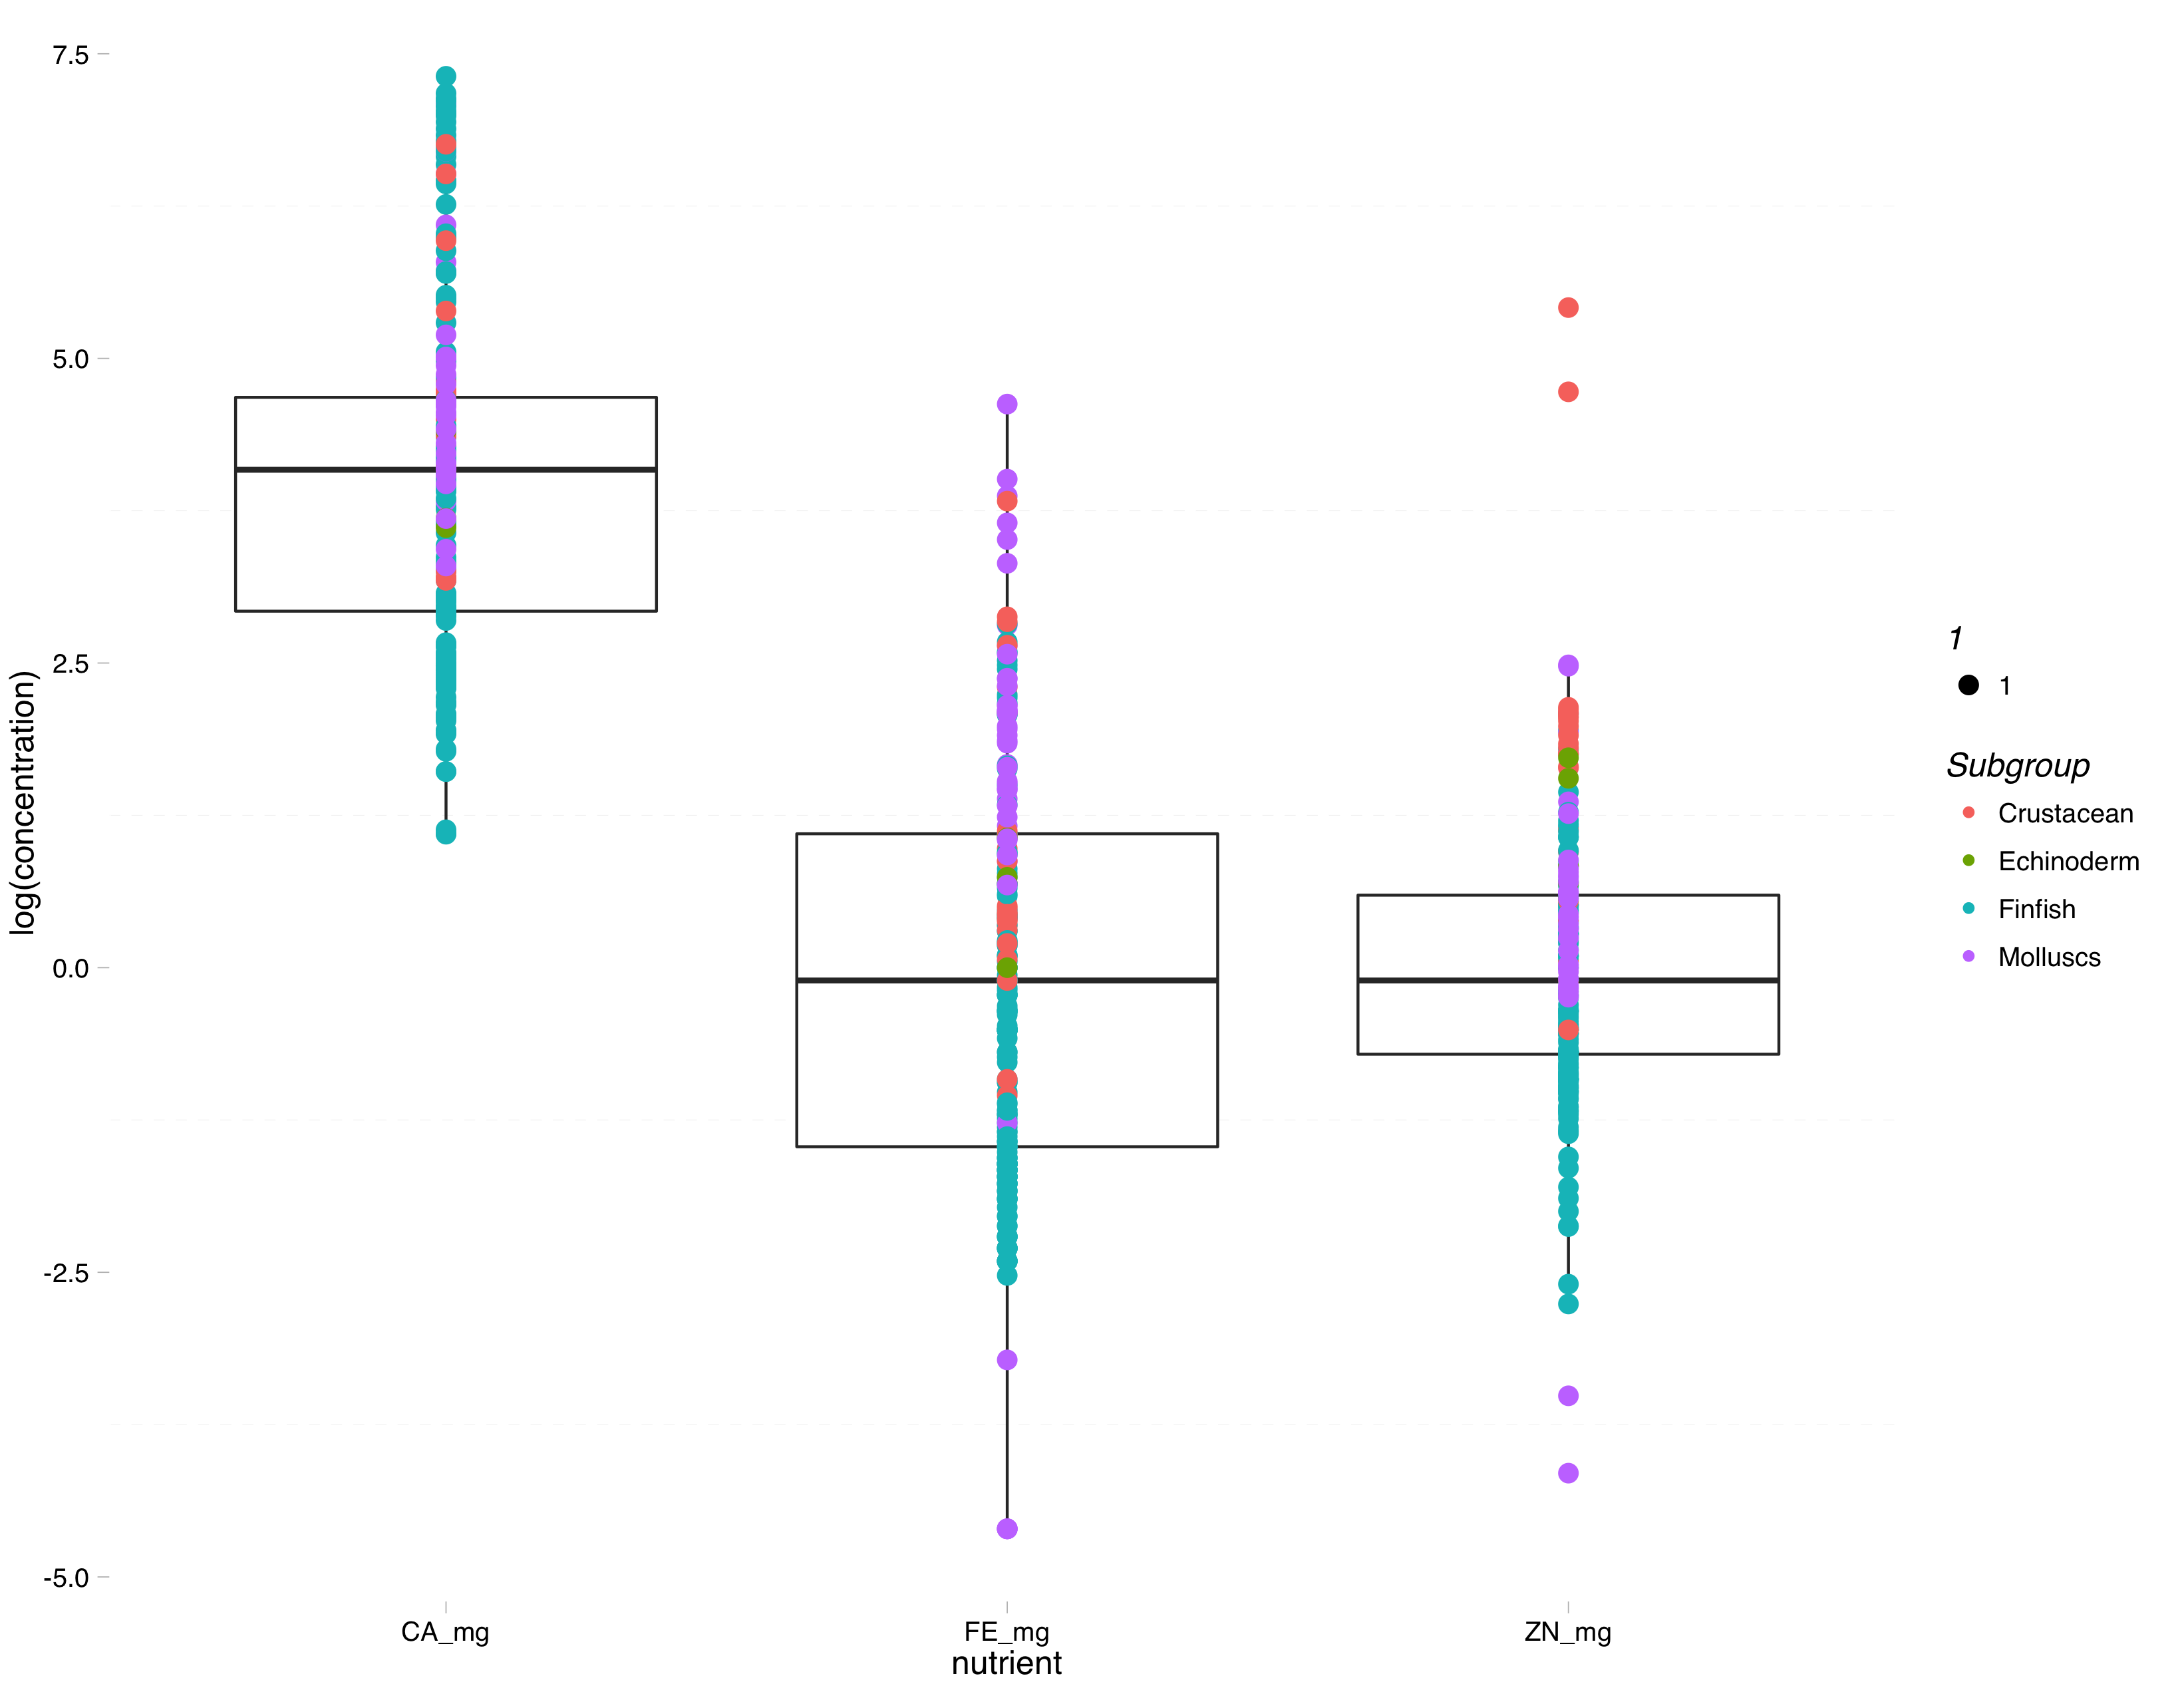 log(concentration)
7.5
5.0
2.5
0.0
-2.5
-5.0
CA_mg
FE_mg
ZN_mg
nutrient
1
1
Subgroup
Crustacean
Echinoderm
Finfish
Molluscs